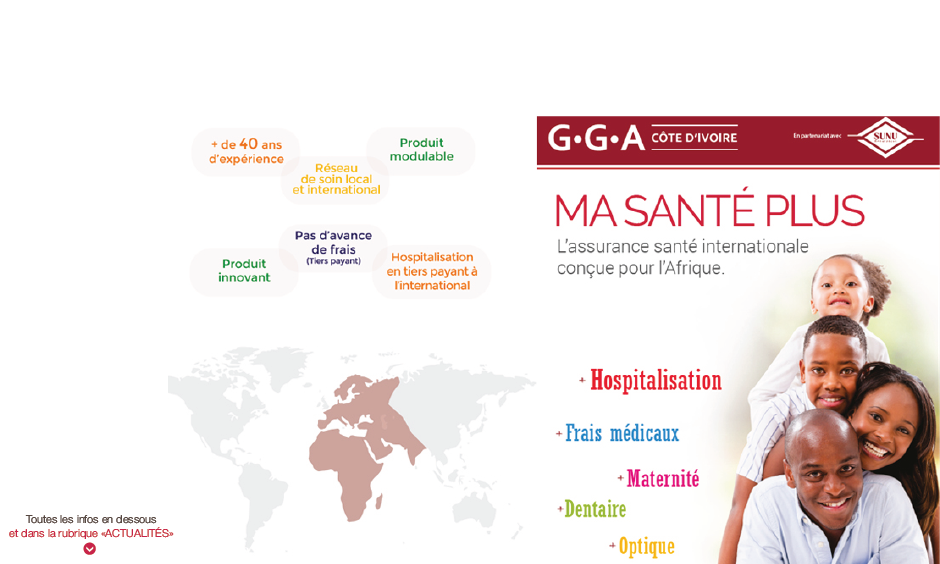 + de 40 ans
d'expérience
Produit
modulable
Réseau
de soin local
et international
Pas d'avance
de frais
(Tiers payant)
Produit
innovant
Hospitalisation
en tiers payant à
l'international
Toutes les infos en dessous
et dans la rubrique «ACTUALITÉS»
G•G•A CÔTE D'IVOIRE
En partenariat avec
SUNU
MA SANTÉ PLUS
L'assurance santé internationale
conçue pour l'Afrique.
+ Hospitalisation
+ Frais médicaux
+ Maternité
+ Dentaire
+ Optique